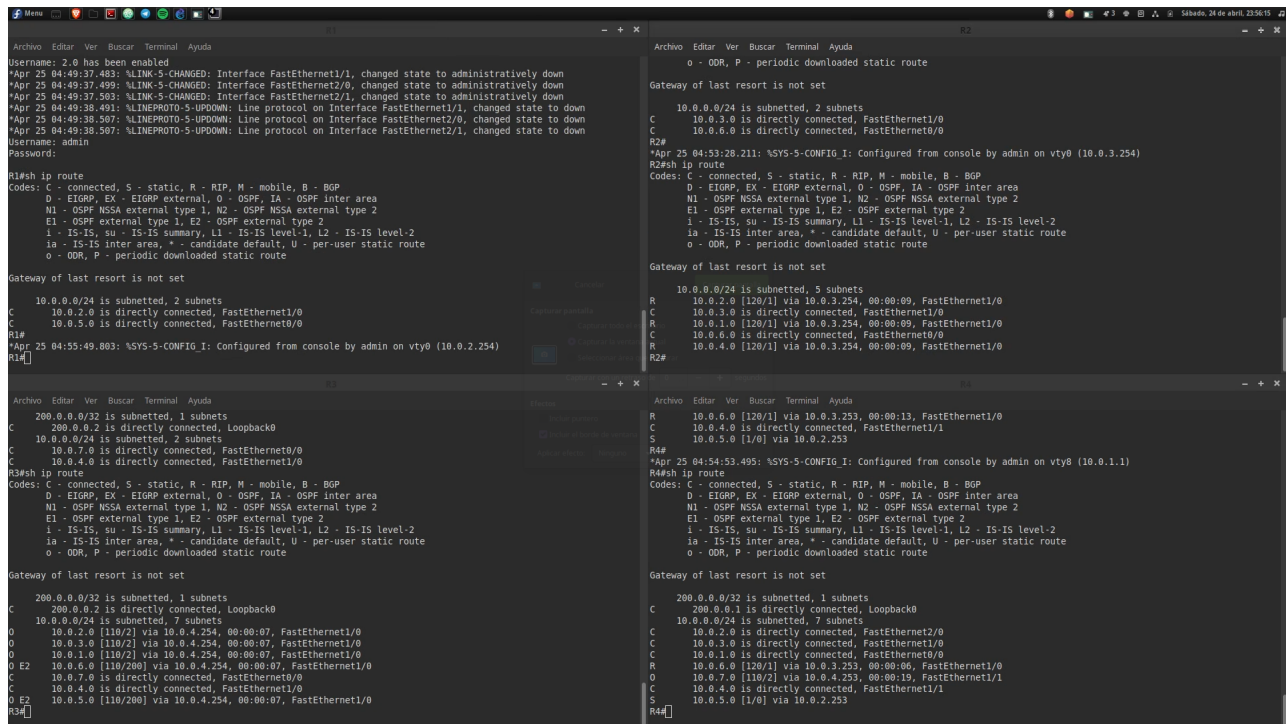 Menu
43
Sábado, 24 de abril, 23:56:15
R1
Archivo Editar Ver Buscar Terminal Ayuda
Username: 2.0 has been enabled
*Apr 25 04:49:37.483: %LINK-5-CHANGED: Interface FastEthernet1/1, changed state to administratively down
*Apr 25 04:49:37.499: %LINK-5-CHANGED: Interface FastEthernet2/0, changed state to administratively down
*Apr 25 04:49:37.503: %LINK-5-CHANGED: Interface FastEthernet2/1, changed state to administratively down
*Apr 25 04:49:38.491: %LINEPROTO-5-UPDOWN: Line protocol on Interface FastEthernet1/1, changed state to down
*Apr 25 04:49:38.507: %LINEPROTO-5-UPDOWN: Line protocol on Interface FastEthernet2/0, changed state to down
*Apr 25 04:49:38.507: %LINEPROTO-5-UPDOWN: Line protocol on Interface FastEthernet2/1, changed state to down
Username: admin
Password:
R1#sh ip route
Codes: C - connected, S - static, R - RIP, M - mobile, B - BGP
D - EIGRP, EX - EIGRP external, O - OSPF, IA - OSPF inter area
N1 - OSPF NSSA external type 1, N2 - OSPF NSSA external type 2
E1 - OSPF external type 1, E2 - OSPF external type 2
i - IS-IS, su - IS-IS summary, L1 - IS-IS level-1, L2 - IS-IS level-2
ia - IS-IS inter area, * - candidate default, U - per-user static route
o - ODR, P - periodic downloaded static route
Gateway of last resort is not set
10.0.0.0/24 is subnetted, 2 subnets
C 10.0.2.0 is directly connected, FastEthernet1/0
C 10.0.5.0 is directly connected, FastEthernet0/0
R1#
*Apr 25 04:55:49.803: %SYS-5-CONFIG_I: Configured from console by admin on vty0 (10.0.2.254)
R1#
R2
Archivo Editar Ver Buscar Terminal Ayuda
o - ODR, P - periodic downloaded static route
Gateway of last resort is not set
10.0.0.0/24 is subnetted, 2 subnets
C 10.0.3.0 is directly connected, FastEthernet1/0
C 10.0.6.0 is directly connected, FastEthernet0/0
R2#
*Apr 25 04:53:28.211: %SYS-5-CONFIG_I: Configured from console by admin on vty0 (10.0.3.254)
R2#sh ip route
Codes: C - connected, S - static, R - RIP, M - mobile, B - BGP
D - EIGRP, EX - EIGRP external, O - OSPF, IA - OSPF inter area
N1 - OSPF NSSA external type 1, N2 - OSPF NSSA external type 2
E1 - OSPF external type 1, E2 - OSPF external type 2
i - IS-IS, su - IS-IS summary, L1 - IS-IS level-1, L2 - IS-IS level-2
ia - IS-IS inter area, * - candidate default, U - per-user static route
o - ODR, P - periodic downloaded static route
Gateway of last resort is not set
10.0.0.0/24 is subnetted, 5 subnets
R 10.0.2.0 [120/1] via 10.0.3.254, 00:00:09, FastEthernet1/0
C 10.0.3.0 is directly connected, FastEthernet1/0
R 10.0.1.0 [120/1] via 10.0.3.254, 00:00:09, FastEthernet1/0
C 10.0.6.0 is directly connected, FastEthernet0/0
R 10.0.4.0 [120/1] via 10.0.3.254, 00:00:09, FastEthernet1/0
R2#
R3
Archivo Editar Ver Buscar Terminal Ayuda
200.0.0.0/32 is subnetted, 1 subnets
C 200.0.0.2 is directly connected, Loopback0
10.0.0.0/24 is subnetted, 2 subnets
C 10.0.7.0 is directly connected, FastEthernet0/0
C 10.0.4.0 is directly connected, FastEthernet1/0
R3#sh ip route
Codes: C - connected, S - static, R - RIP, M - mobile, B - BGP
D - EIGRP, EX - EIGRP external, O - OSPF, IA - OSPF inter area
N1 - OSPF NSSA external type 1, N2 - OSPF NSSA external type 2
E1 - OSPF external type 1, E2 - OSPF external type 2
i - IS-IS, su - IS-IS summary, L1 - IS-IS level-1, L2 - IS-IS level-2
ia - IS-IS inter area, * - candidate default, U - per-user static route
o - ODR, P - periodic downloaded static route
Gateway of last resort is not set
200.0.0.0/32 is subnetted, 1 subnets
C 200.0.0.2 is directly connected, Loopback0
10.0.0.0/24 is subnetted, 7 subnets
O 10.0.2.0 [110/2] via 10.0.4.254, 00:00:07, FastEthernet1/0
O 10.0.3.0 [110/2] via 10.0.4.254, 00:00:07, FastEthernet1/0
O 10.0.1.0 [110/2] via 10.0.4.254, 00:00:07, FastEthernet1/0
O E2 10.0.6.0 [110/200] via 10.0.4.254, 00:00:07, FastEthernet1/0
C 10.0.7.0 is directly connected, FastEthernet0/0
C 10.0.4.0 is directly connected, FastEthernet1/0
O E2 10.0.5.0 [110/200] via 10.0.4.254, 00:00:07, FastEthernet1/0
R3#
R4
Archivo Editar Ver Buscar Terminal Ayuda
R 10.0.6.0 [120/1] via 10.0.3.253, 00:00:13, FastEthernet1/0
C 10.0.4.0 is directly connected, FastEthernet1/1
S 10.0.5.0 [1/0] via 10.0.2.253
R4#
*Apr 25 04:54:53.495: %SYS-5-CONFIG_I: Configured from console by admin on vty8 (10.0.1.1)
R4#sh ip route
Codes: C - connected, S - static, R - RIP, M - mobile, B - BGP
D - EIGRP, EX - EIGRP external, O - OSPF, IA - OSPF inter area
N1 - OSPF NSSA external type 1, N2 - OSPF NSSA external type 2
E1 - OSPF external type 1, E2 - OSPF external type 2
i - IS-IS, su - IS-IS summary, L1 - IS-IS level-1, L2 - IS-IS level-2
ia - IS-IS inter area, * - candidate default, U - per-user static route
o - ODR, P - periodic downloaded static route
Gateway of last resort is not set
200.0.0.0/32 is subnetted, 1 subnets
C 200.0.0.1 is directly connected, Loopback0
10.0.0.0/24 is subnetted, 7 subnets
C 10.0.2.0 is directly connected, FastEthernet2/0
C 10.0.3.0 is directly connected, FastEthernet1/0
C 10.0.1.0 is directly connected, FastEthernet0/0
R 10.0.6.0 [120/1] via 10.0.3.253, 00:00:06, FastEthernet1/0
O 10.0.7.0 [110/2] via 10.0.4.253, 00:00:19, FastEthernet1/1
C 10.0.4.0 is directly connected, FastEthernet1/1
S 10.0.5.0 [1/0] via 10.0.2.253
R4#